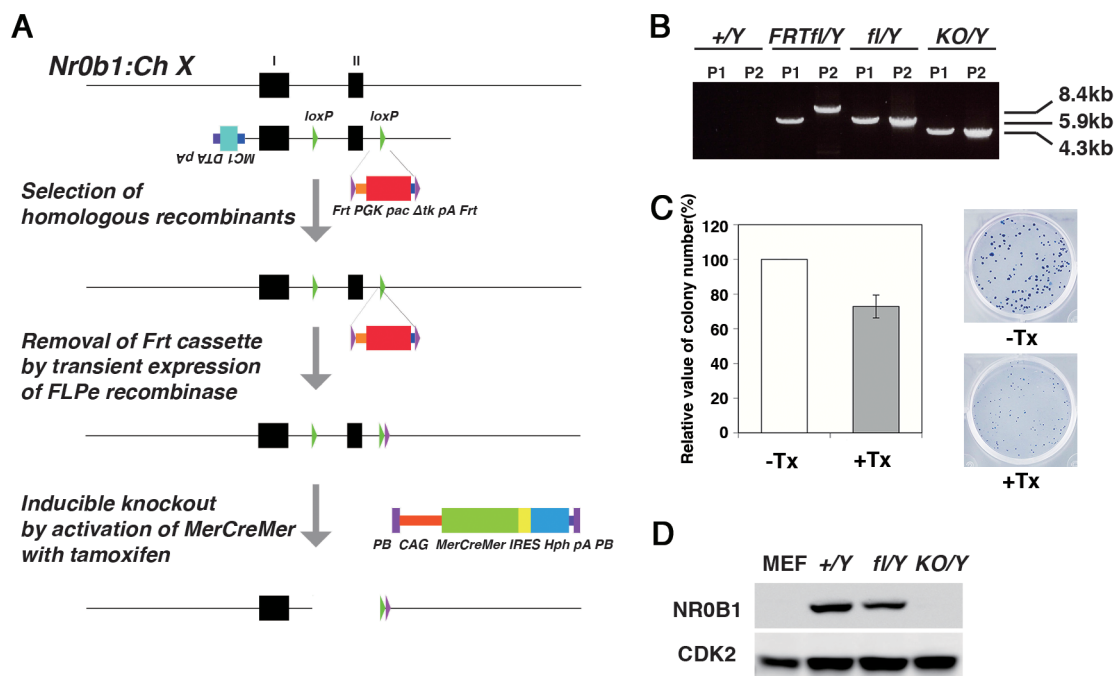 A
Nr0b1:Ch X
I
II
loxP
loxP
MC1 DTA pA
Selection of
homologous recombinants
Frt PGK pac Δtk pA Frt
Removal of Frt cassette
by transient expression
of FLPe recombinase
Inducible knockout
by activation of MerCreMer
with tamoxifen
PB CAG MerCreMer IRES Hph pA PB
B
+/Y FRTfl/Y fl/Y KO/Y
P1 P2 P1 P2 P1 P2 P1 P2
8.4kb
5.9kb
4.3kb
C
Relative value of colony number(%)
120
100
80
60
40
20
0
-Tx
+Tx
-Tx
+Tx
D
MEF +/Y fl/Y KO/Y
NR0B1
CDK2